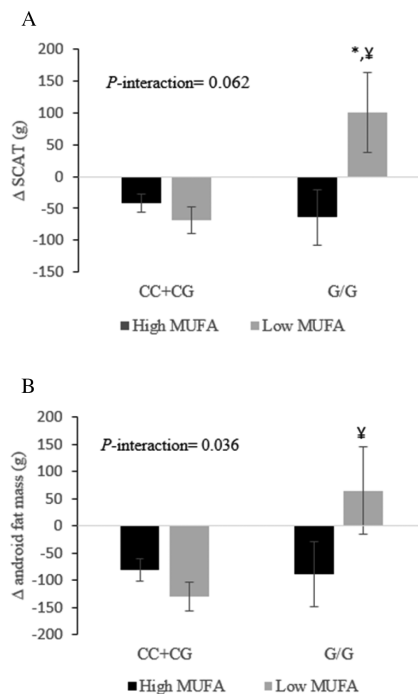 A
200
150
100
50
0
-50
-100
-150
Δ SCAT (g)
P-interaction= 0.062
*,¥
CC+CG G/G
High MUFA Low MUFA
B
200
150
100
50
0
-50
-100
-150
-200
Δ android fat mass (g)
P-interaction= 0.036
¥
CC+CG G/G
High MUFA Low MUFA